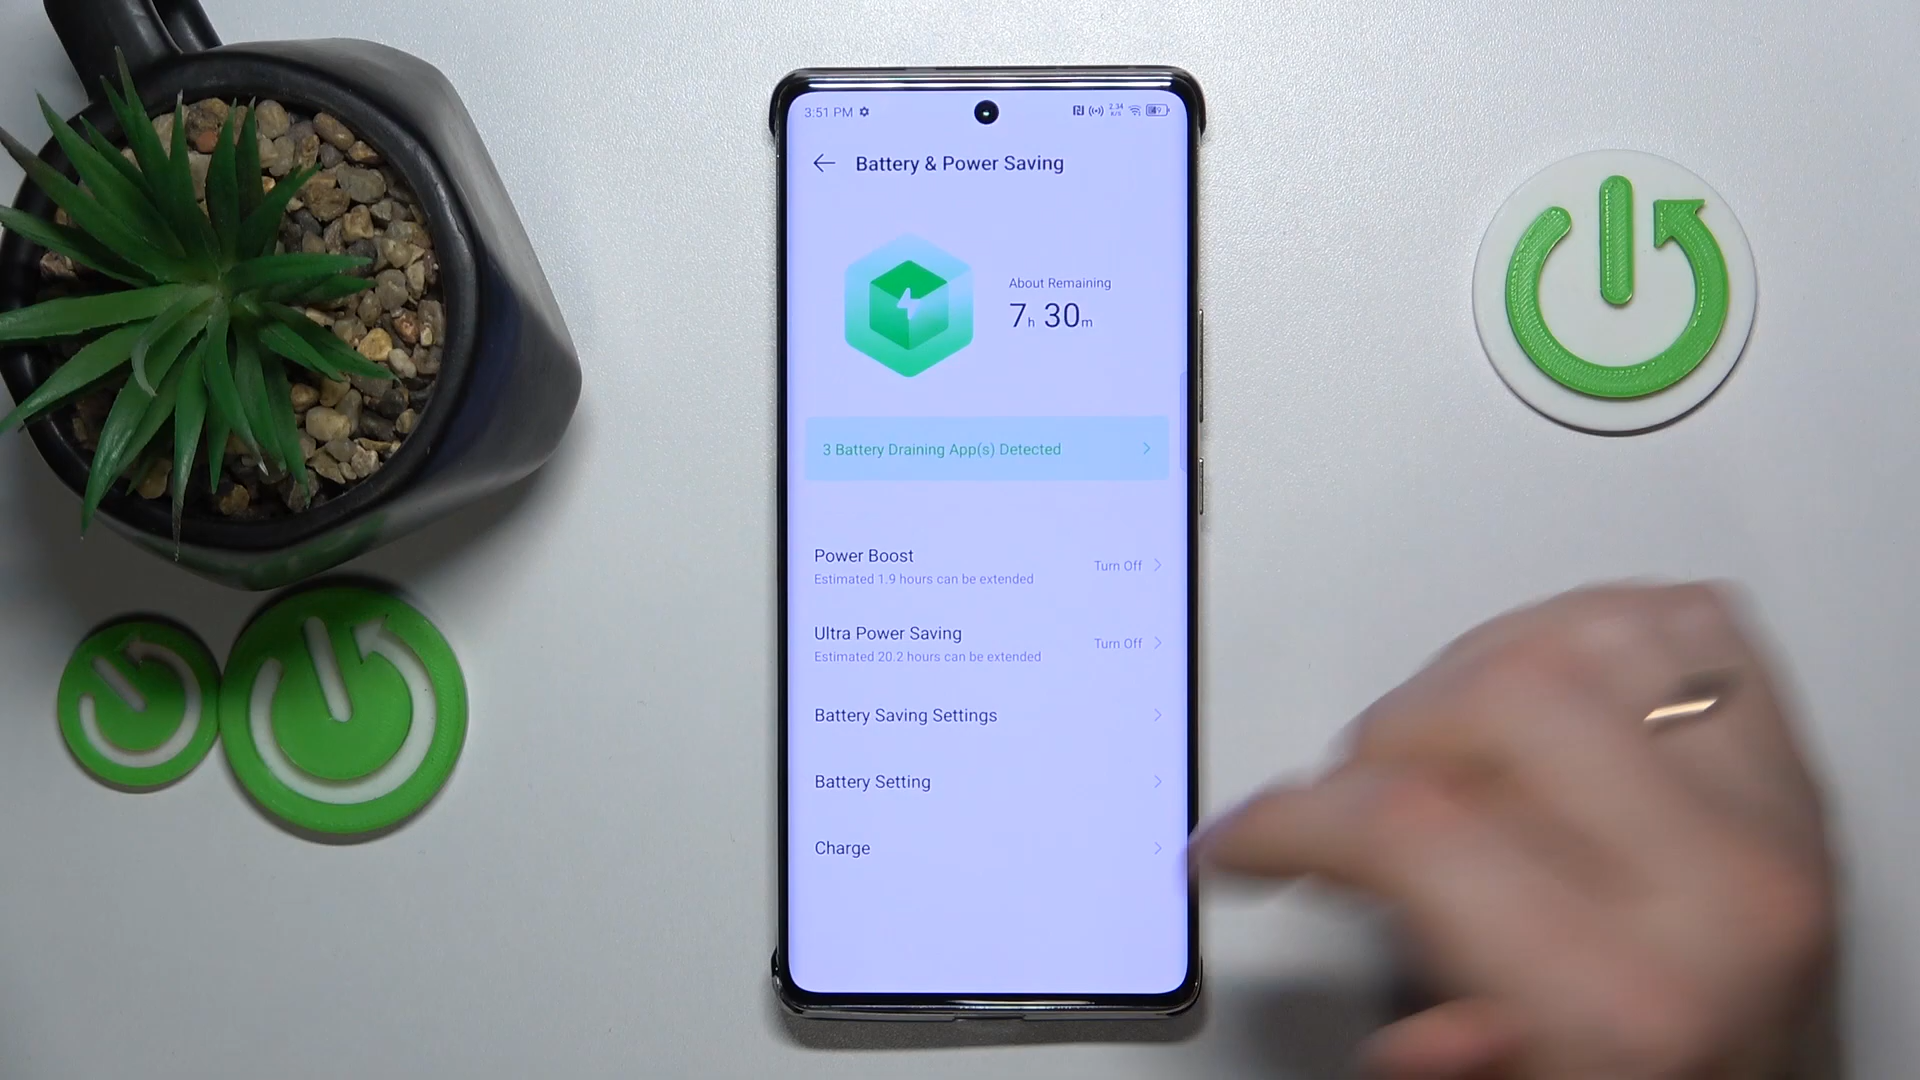 3:51 PM
2.34
K/S
Battery & Power Saving
About Remaining
7h 30m
3 Battery Draining App(s) Detected
Power Boost
Estimated 1.9 hours can be extended
Turn Off
Ultra Power Saving
Estimated 20.2 hours can be extended
Turn Off
Battery Saving Settings
Battery Setting
Charge